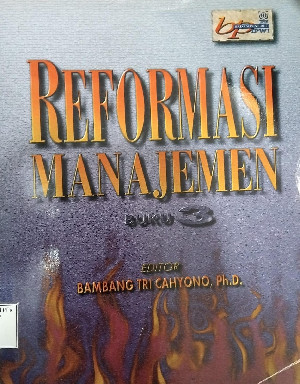 REFORMASI
MANAJEMEN
BUKU 3
EDITOR
BAMBANG TRI CAHYONO, Ph.D.